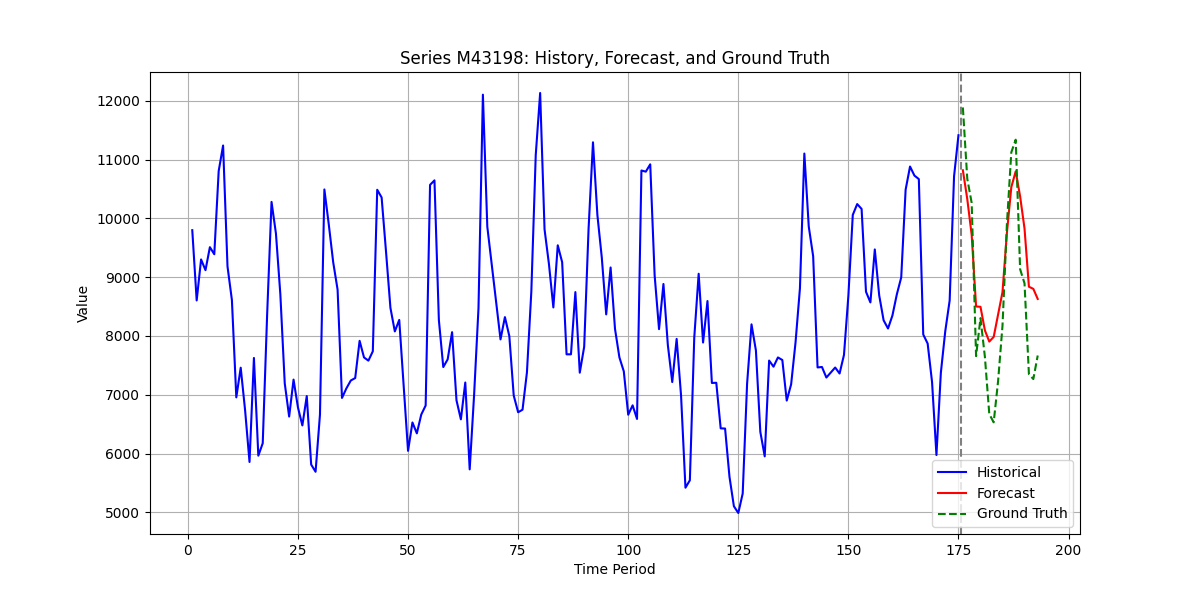 Series M43198: History, Forecast, and Ground Truth
Value
12000
11000
10000
9000
8000
7000
6000
5000
0 25 50 75 100 125 150 175 200
Time Period
Historical
Forecast
Ground Truth